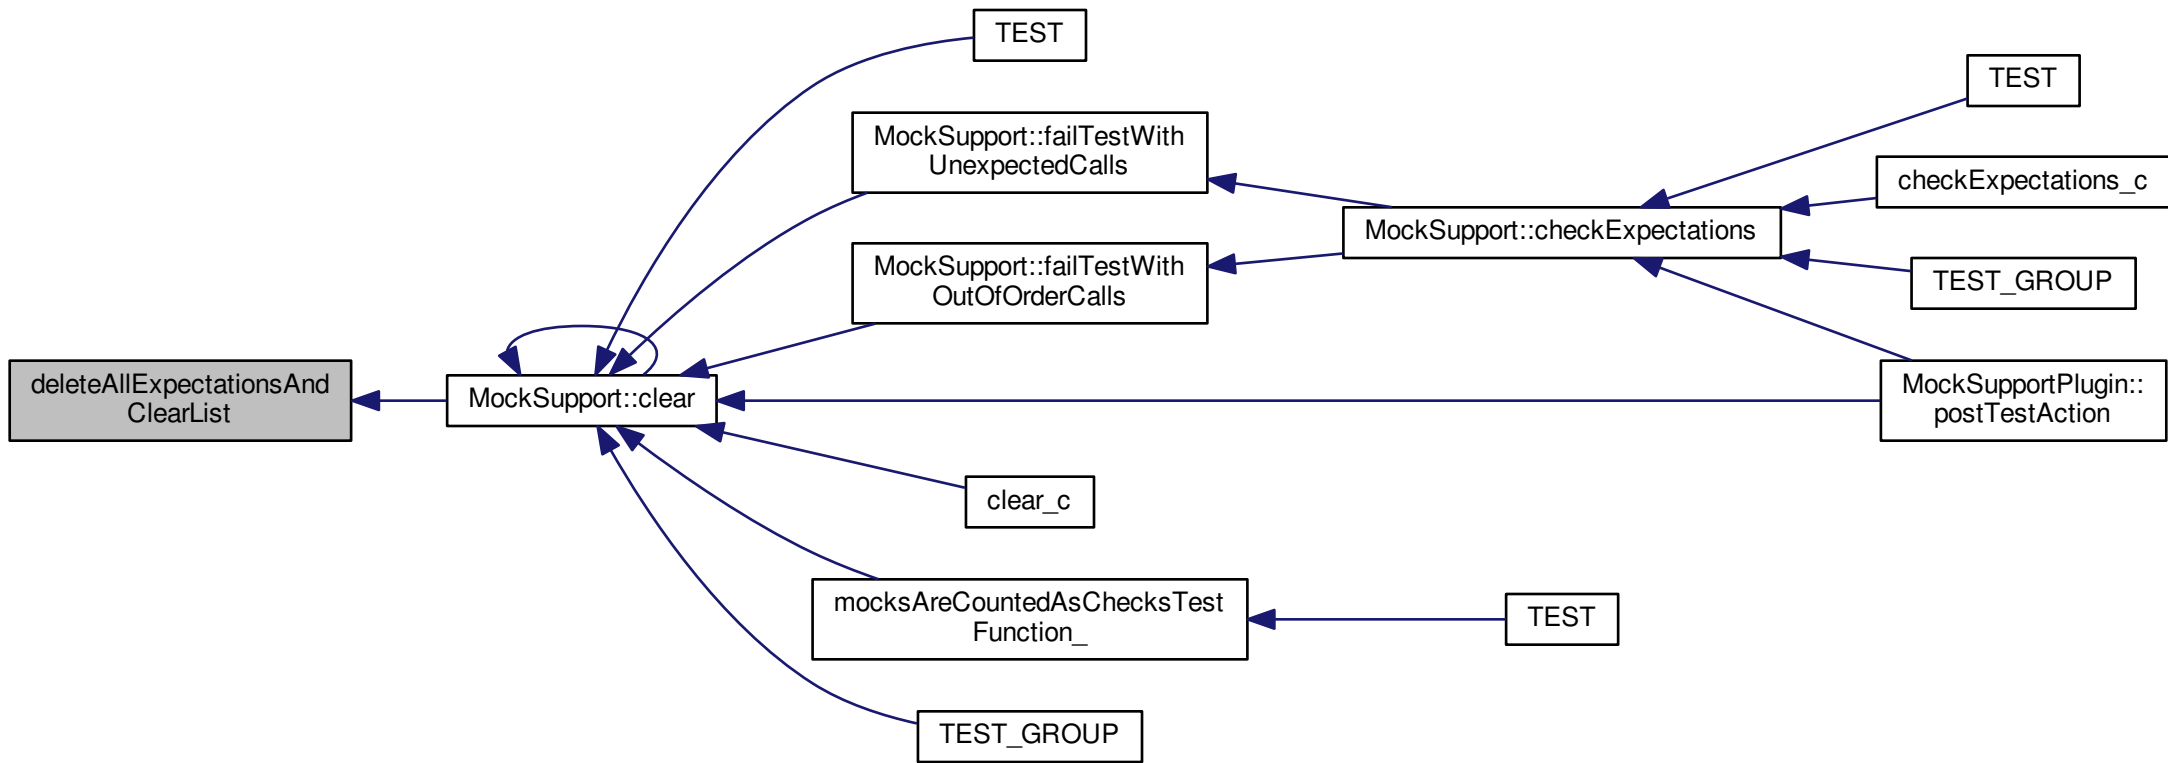 TEST
TEST
MockSupport::failTestWith
UnexpectedCalls
checkExpectations_c
MockSupport::checkExpectations
MockSupport::failTestWith
OutOfOrderCalls
TEST_GROUP
deleteAllExpectationsAnd
ClearList
MockSupport::clear
MockSupportPlugin::
postTestAction
clear_c
mocksAreCountedAsChecksTest
Function_
TEST
TEST_GROUP